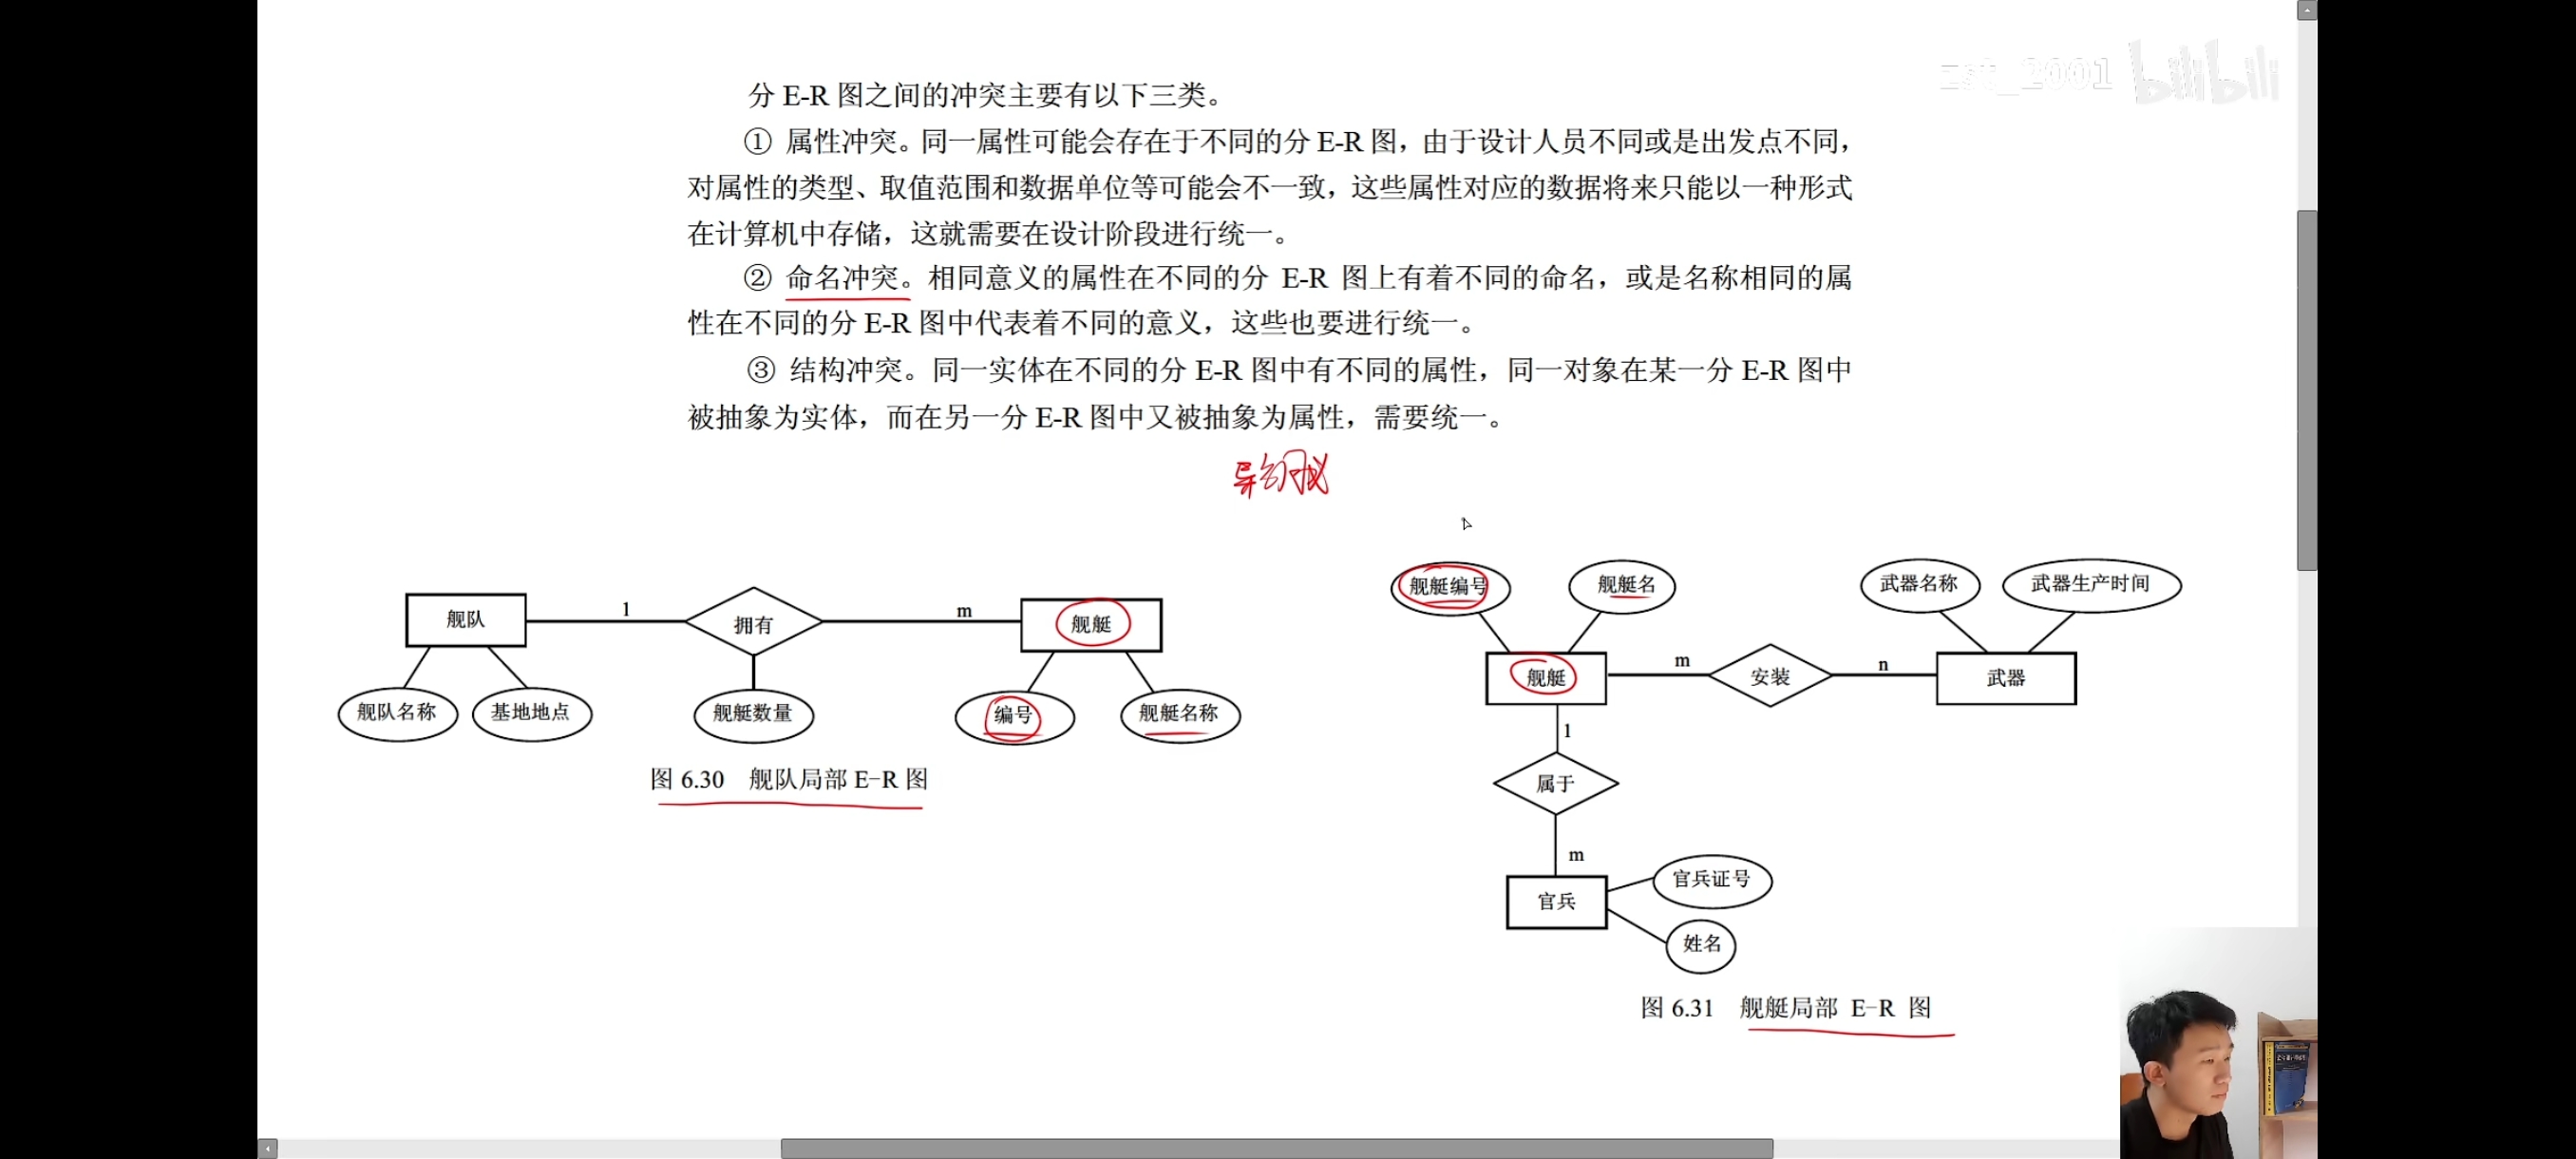 zst_2001 bilibili
分 E-R 图之间的冲突主要有以下三类。
① 属性冲突。同一属性可能会存在于不同的分 E-R 图，由于设计人员不同或是出发点不同，
对属性的类型、取值范围和数据单位等可能会不一致，这些属性对应的数据将来只能以一种形式
在计算机中存储，这就需要在设计阶段进行统一。
② 命名冲突。相同意义的属性在不同的分 E-R 图上有着不同的命名，或是名称相同的属
性在不同的分 E-R 图中代表着不同的意义，这些也要进行统一。
③ 结构冲突。同一实体在不同的分 E-R 图中有不同的属性，同一对象在某一分 E-R 图中
被抽象为实体，而在另一分 E-R 图中又被抽象为属性，需要统一。
舰队
1
拥有
m
舰艇
舰队名称
基地地点
舰艇数量
编号
舰艇名称
图 6.30 舰队局部 E-R 图
舰艇编号
舰艇名
武器名称
武器生产时间
舰艇
m
安装
n
武器
1
属于
m
官兵
官兵证号
姓名
图 6.31 舰艇局部 E-R 图